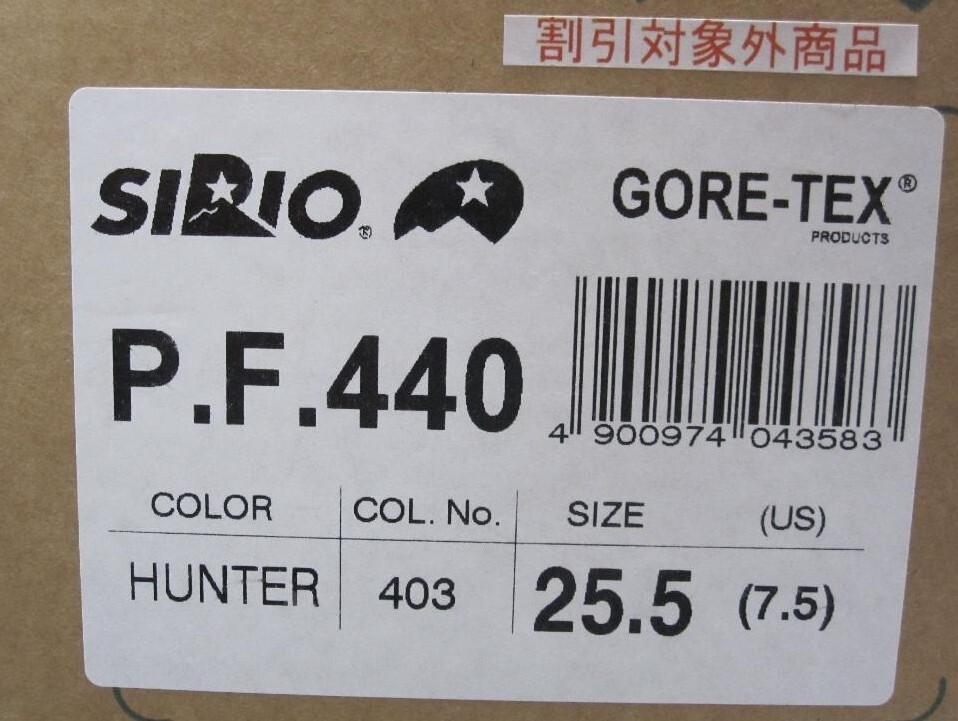 割引対象外商品
SIRIO® GORE-TEX®
PRODUCTS
P.F.440
4 900974 043583
COLOR COL. No. SIZE (US)
HUNTER 403 25.5 (7.5)